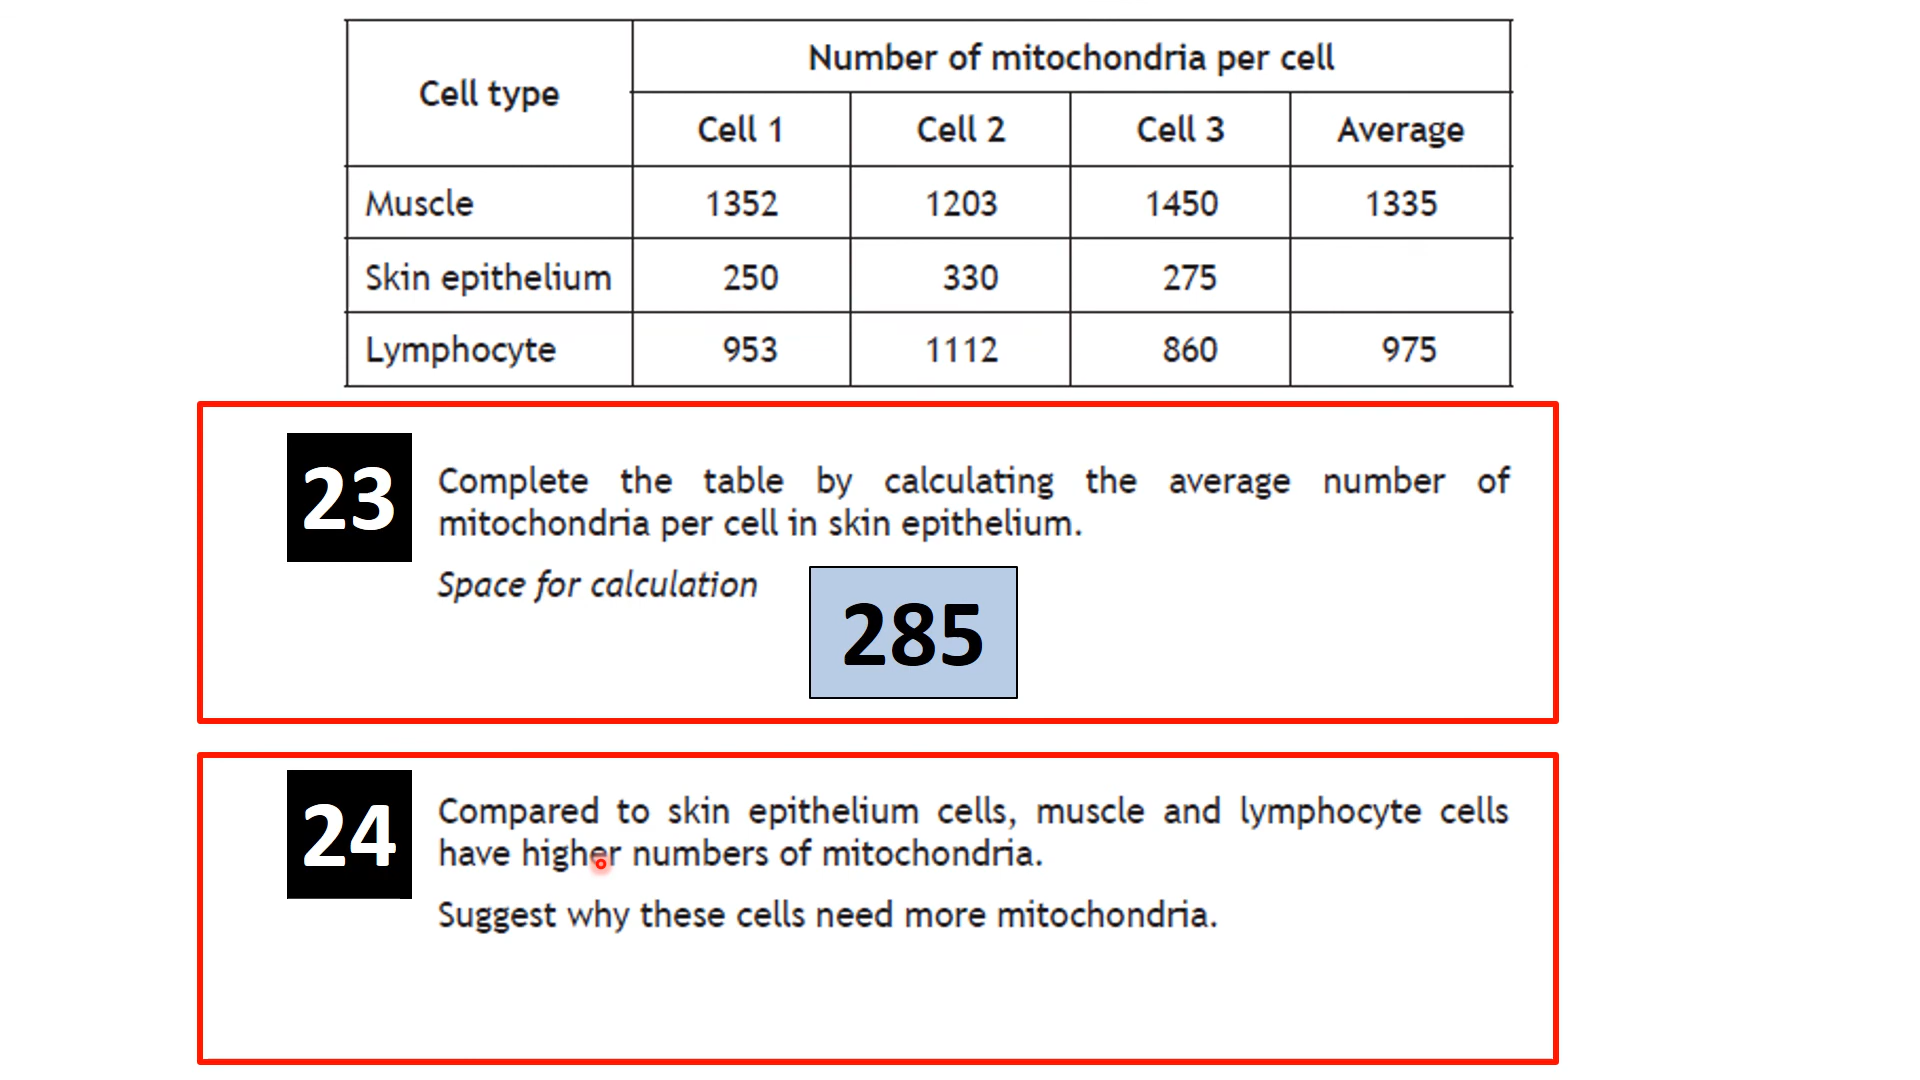 Cell type
Number of mitochondria per cell
Cell 1 Cell 2 Cell 3 Average
Muscle 1352 1203 1450 1335
Skin epithelium 250 330 275
Lymphocyte 953 1112 860 975
23
Complete the table by calculating the average number of
mitochondria per cell in skin epithelium.
Space for calculation
285
24
Compared to skin epithelium cells, muscle and lymphocyte cells
have higher numbers of mitochondria.
Suggest why these cells need more mitochondria.